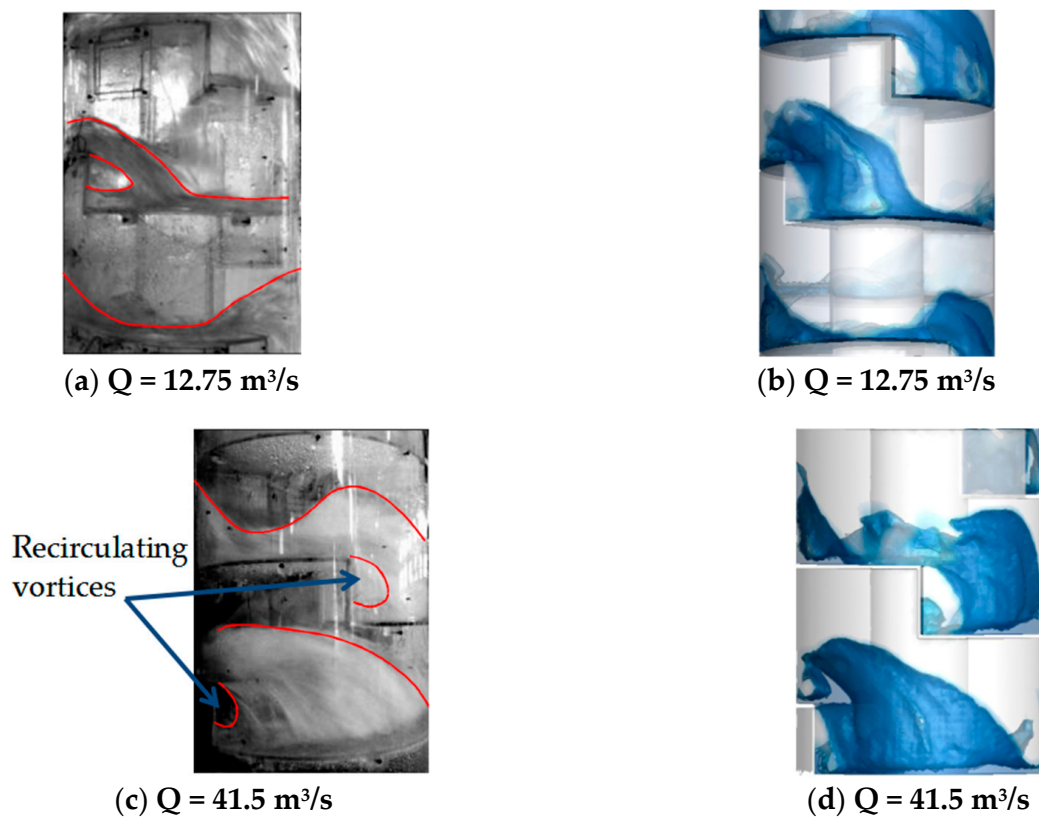 (a) Q = 12.75 m³/s
(b) Q = 12.75 m³/s
Recirculating
vortices
(c) Q = 41.5 m³/s
(d) Q = 41.5 m³/s